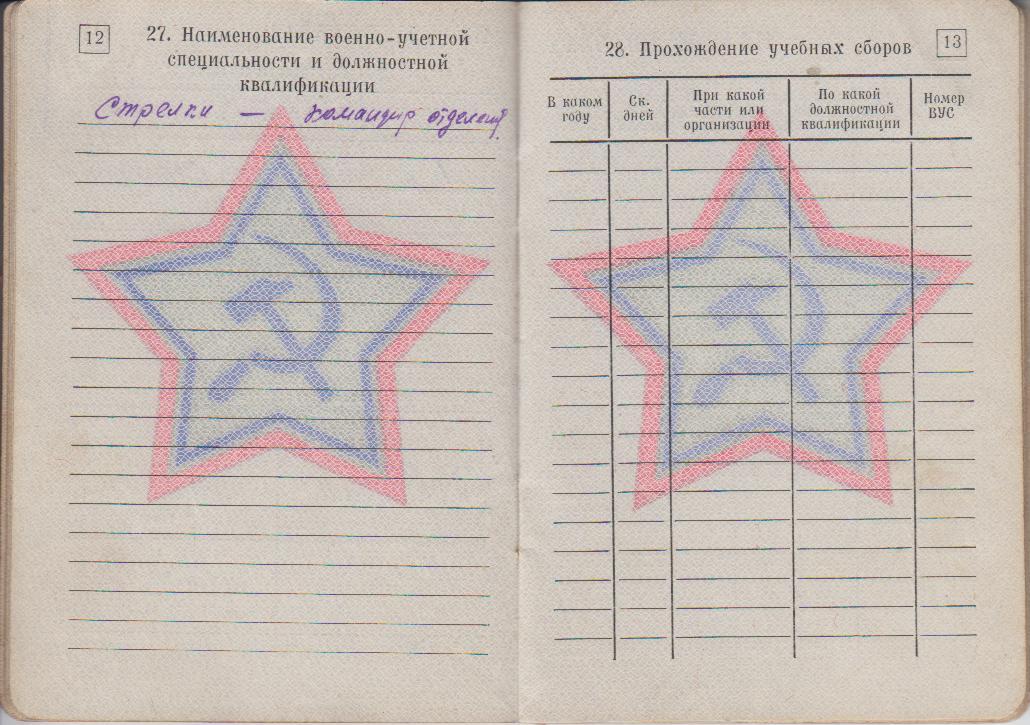 12
27. Наименование военно-учетной
специальности и должностной
квалификации
Стрелки — командир отделения
13
28. Прохождение учебных сборов
В каком
году
Ск.
дней
При какой
части или
организации
По какой
должностной
квалификации
Номер
ВУС